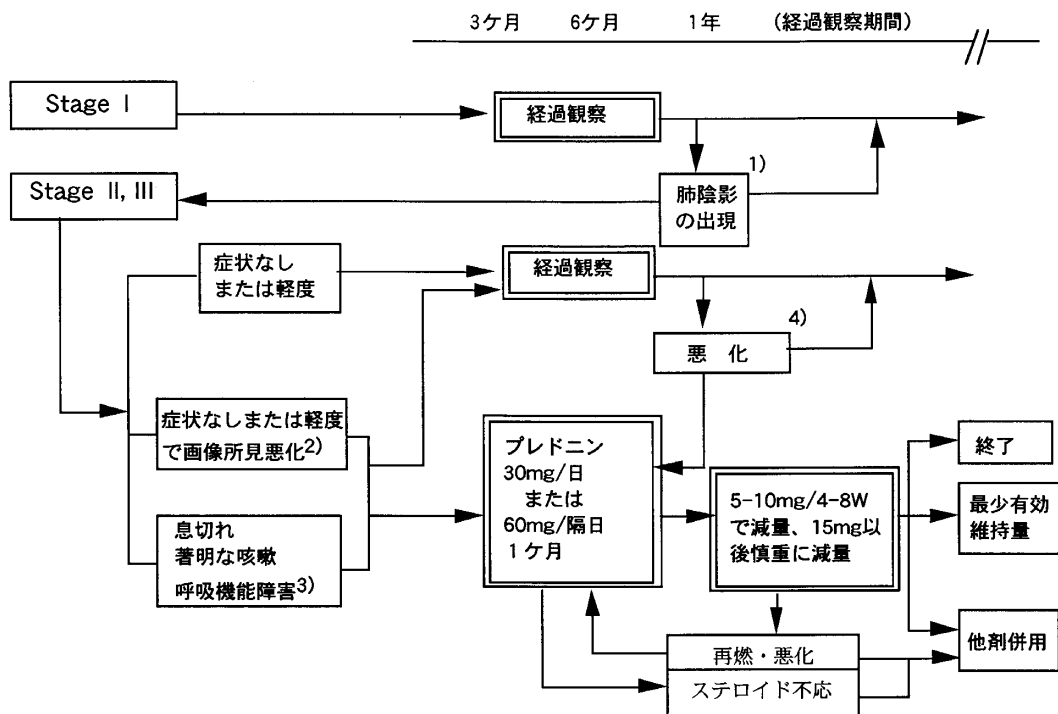 3ケ月 6ケ月 1年 (経過観察期間)
Stage I
経過観察
1)
肺陰影
の出現
Stage II, III
症状なし
または軽度
経過観察
4)
悪 化
症状なしまたは軽度
で画像所見悪化2)
息切れ
著明な咳嗽
呼吸機能障害3)
プレドニン
30mg/日
または
60mg/隔日
1ケ月
5-10mg/4-8W
で減量、15mg以
後慎重に減量
終了
最少有効
維持量
他剤併用
再燃・悪化
ステロイド不応